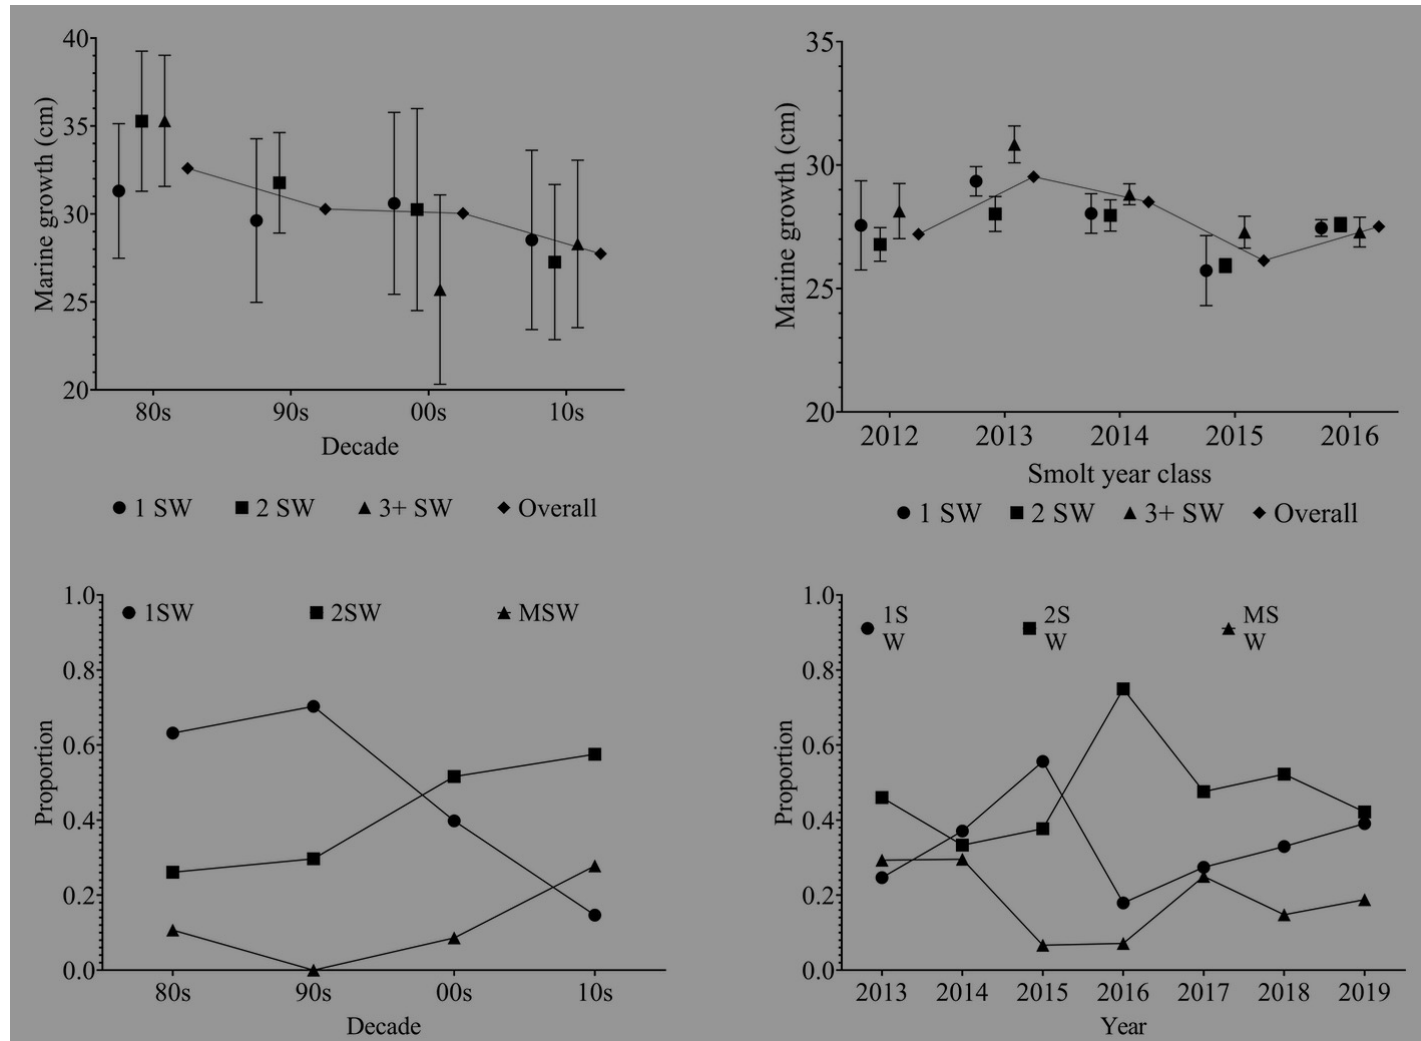 40
35
30
25
20
Marine growth (cm)
80s 90s 00s 10s
Decade
1 SW 2 SW 3+ SW Overall
35
30
25
20
Marine growth (cm)
2012 2013 2014 2015 2016
Smolt year class
1 SW 2 SW 3+ SW Overall
1.0
0.8
0.6
0.4
0.2
0.0
Proportion
1SW 2SW MSW
80s 90s 00s 10s
Decade
1.0
0.8
0.6
0.4
0.2
0.0
Proportion
1S 2S MS
W W W
2013 2014 2015 2016 2017 2018 2019
Year